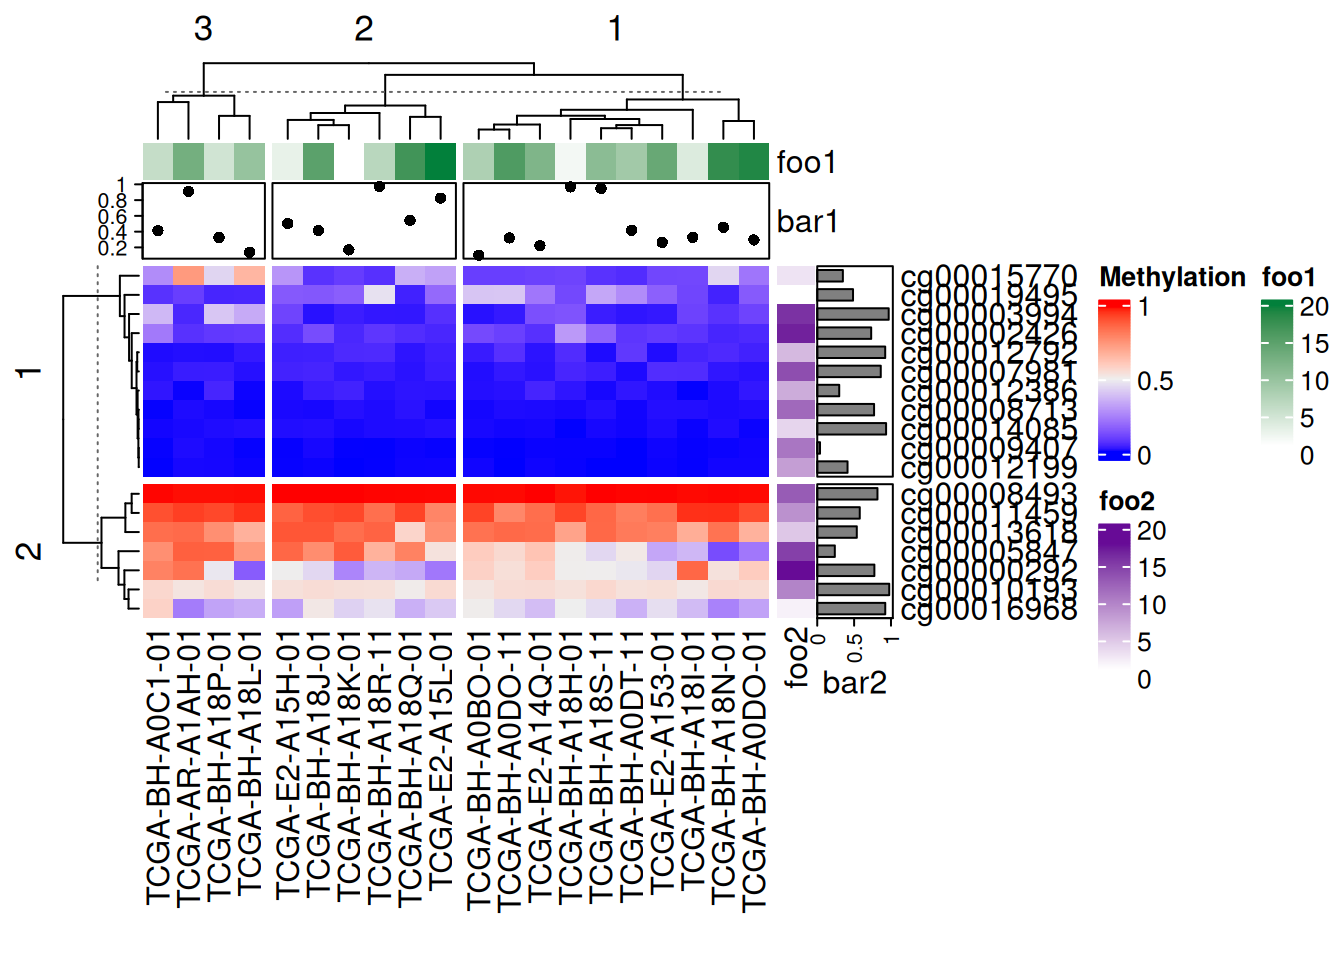 3 2 1
foo1
1
0.8
0.6
0.4
0.2
bar1
1
2
cg00015770
cg00019495
cg00003994
cg00002426
cg00012792
cg00007981
cg00012386
cg00008713
cg00014085
cg00009407
cg00012199
cg00008493
cg00011459
cg00013618
cg00005847
cg00000292
cg00010193
cg00016968
foo2
0 0.5 1
bar2
TCGA-BH-A0C1-01
TCGA-AR-A1AH-01
TCGA-BH-A18P-01
TCGA-BH-A18L-01
TCGA-E2-A15H-01
TCGA-BH-A18J-01
TCGA-BH-A18K-01
TCGA-BH-A18R-11
TCGA-BH-A18Q-01
TCGA-E2-A15L-01
TCGA-BH-A0BO-01
TCGA-BH-A0DO-11
TCGA-E2-A14Q-01
TCGA-BH-A18H-01
TCGA-BH-A18S-11
TCGA-BH-A0DT-11
TCGA-E2-A153-01
TCGA-BH-A18I-01
TCGA-BH-A18N-01
TCGA-BH-A0DO-01
Methylation
1
0.5
0
foo1
20
15
10
5
0
foo2
20
15
10
5
0